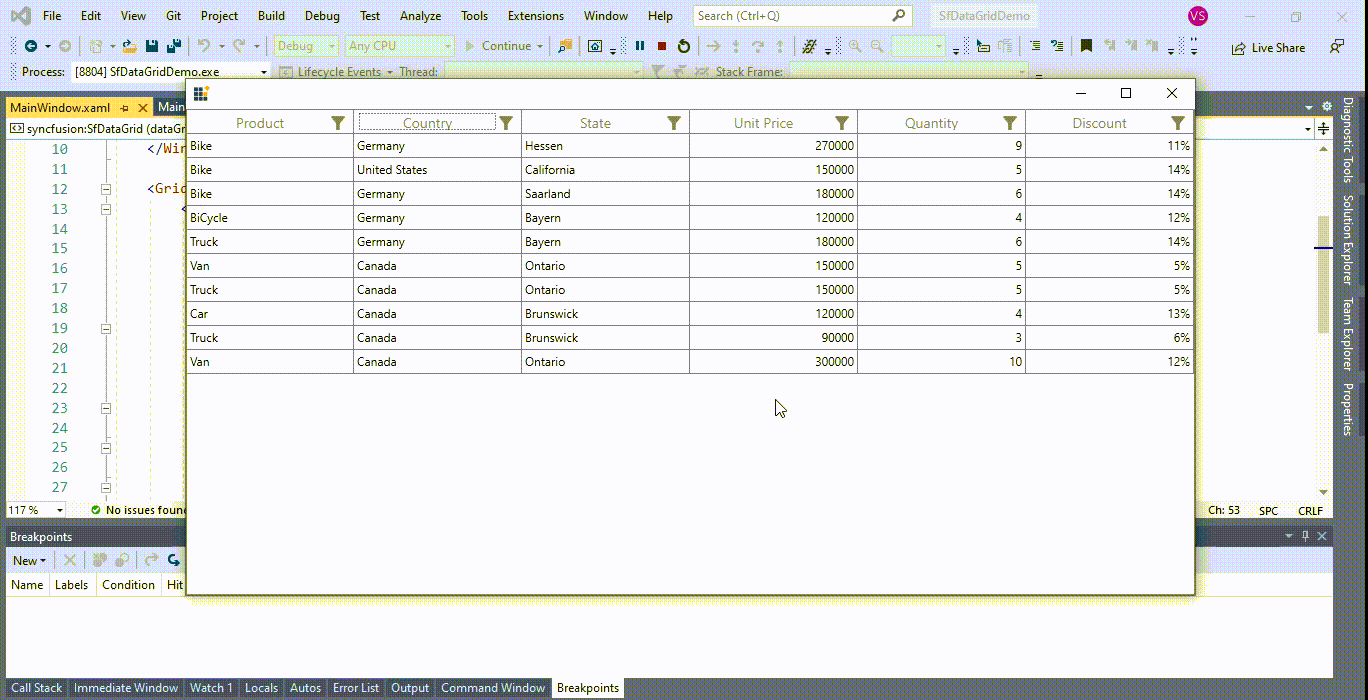 File Edit View Git Project Build Debug Test Analyze Tools Extensions Window Help Search (Ctrl+Q) SfDataGridDemo VS
Debug Any CPU Continue Live Share
Process: [8804] SfDataGridDemo.exe Lifecycle Events Thread: Stack Frame:
MainWindow.xaml Main
syncfusion:SfDataGrid (dataGr
10 </Win
11
12 <Grid
13 <
14
15
16
17
18
19
20
21
22
23
24
25
26
27
117 % No issues found
Product Country State Unit Price Quantity Discount
Bike Germany Hessen 270000 9 11%
Bike United States California 150000 5 14%
Bike Germany Saarland 180000 6 14%
BiCycle Germany Bayern 120000 4 12%
Truck Germany Bayern 180000 6 14%
Van Canada Ontario 150000 5 5%
Truck Canada Ontario 150000 5 5%
Car Canada Brunswick 120000 4 13%
Truck Canada Brunswick 90000 3 6%
Van Canada Ontario 300000 10 12%
Diagnostic Tools
Solution Explorer
Team Explorer
Properties
Ch: 53 SPC CRLF
Breakpoints
New
Name Labels Condition Hit
Call Stack Immediate Window Watch 1 Locals Autos Error List Output Command Window Breakpoints